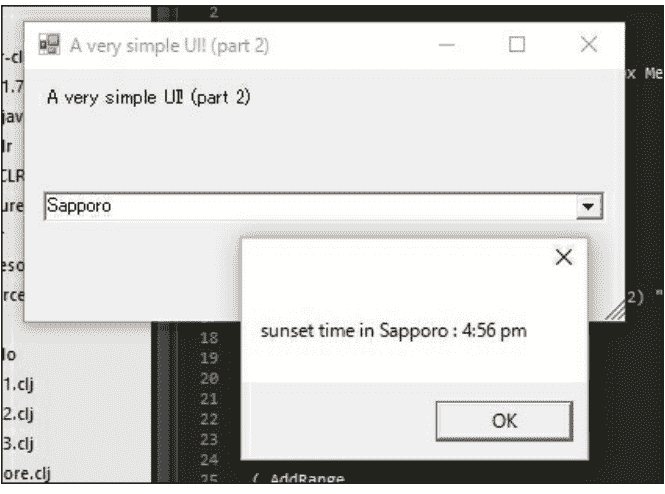 2
A very simple UI! (part 2)
r-cl
x Me
1.7
A very simple UI! (part 2)
jav
lr
CLR
ure
Sapporo
r
eso
rce
2) "
sunset time in Sapporo : 4:56 pm
18
lo
19
1.clj
20
21
2.clj
22
OK
3.clj
23
24
ore.clj
25 ( AddRange